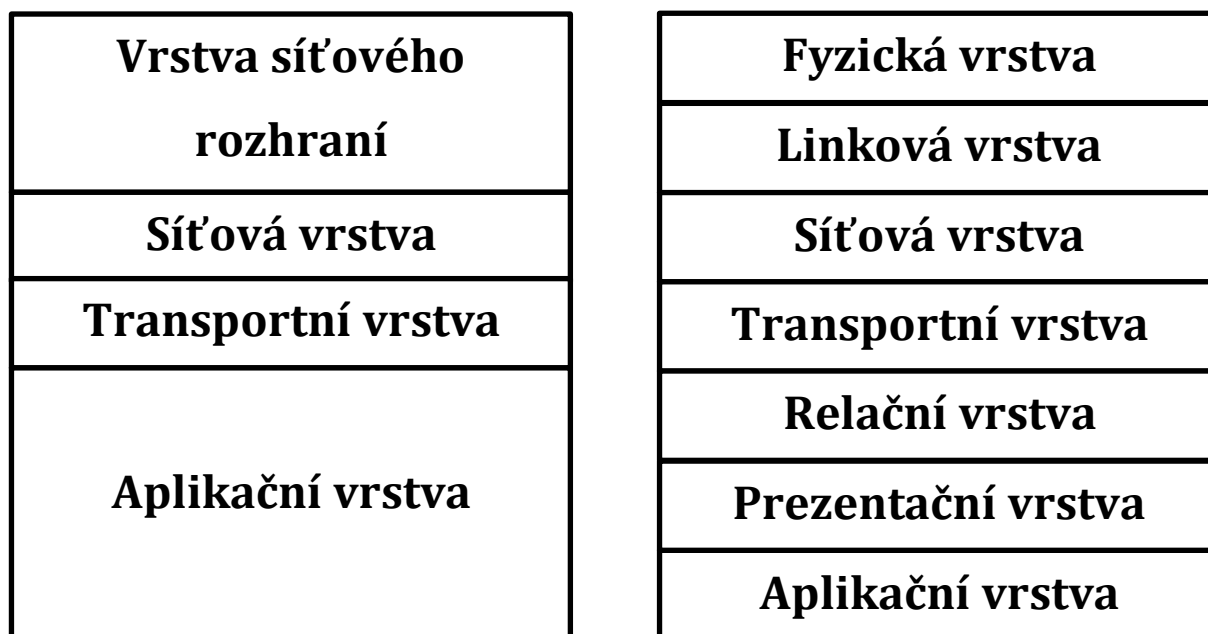 Vrstva síťového
rozhraní
Síťová vrstva
Transportní vrstva
Aplikační vrstva
Fyzická vrstva
Linková vrstva
Síťová vrstva
Transportní vrstva
Relační vrstva
Prezentační vrstva
Aplikační vrstva